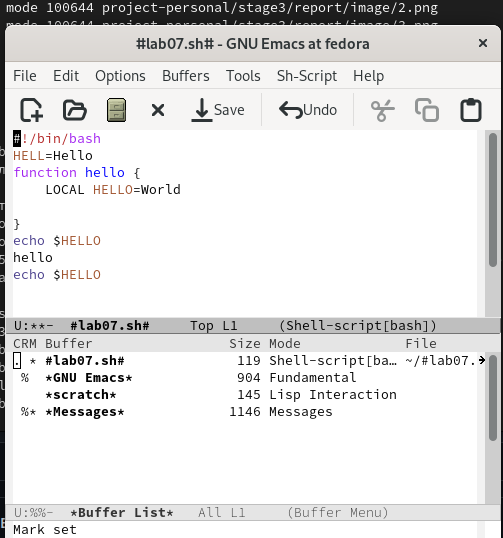 mode 100644 project-personal/stage3/report/image/2.png
mode 100644 project-personal/stage3/report/image/3.png
#lab07.sh# - GNU Emacs at fedora
File Edit Options Buffers Tools Sh-Script Help
Save Undo
#!/bin/bash
HELL=Hello
function hello {
    LOCAL HELLO=World
}
echo $HELLO
hello
echo $HELLO
U:**-  #lab07.sh#     Top L1     (Shell-script[bash])
CRM Buffer                Size Mode             File
. * #lab07.sh#             119 Shell-script[ba… ~/#lab07.
 %  *GNU Emacs*            904 Fundamental
    *scratch*              145 Lisp Interaction
 %* *Messages*            1146 Messages
U:%%-  *Buffer List*   All L1     (Buffer Menu)
Mark set